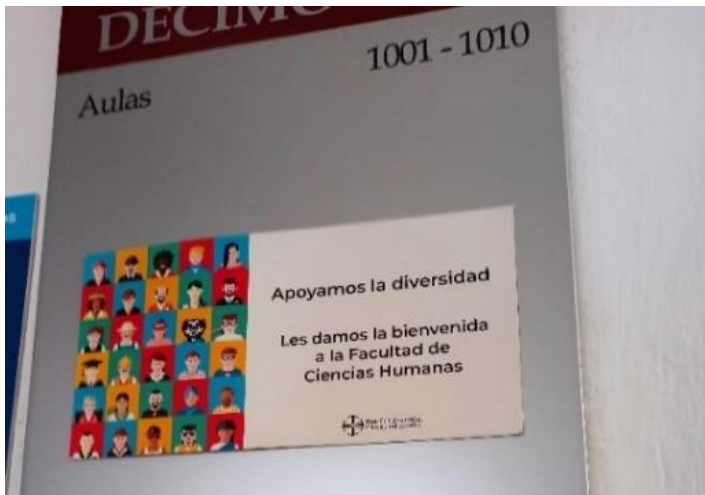 Aulas
1001 - 1010
Apoyamos la diversidad
Les damos la bienvenida
a la Facultad de
Ciencias Humanas